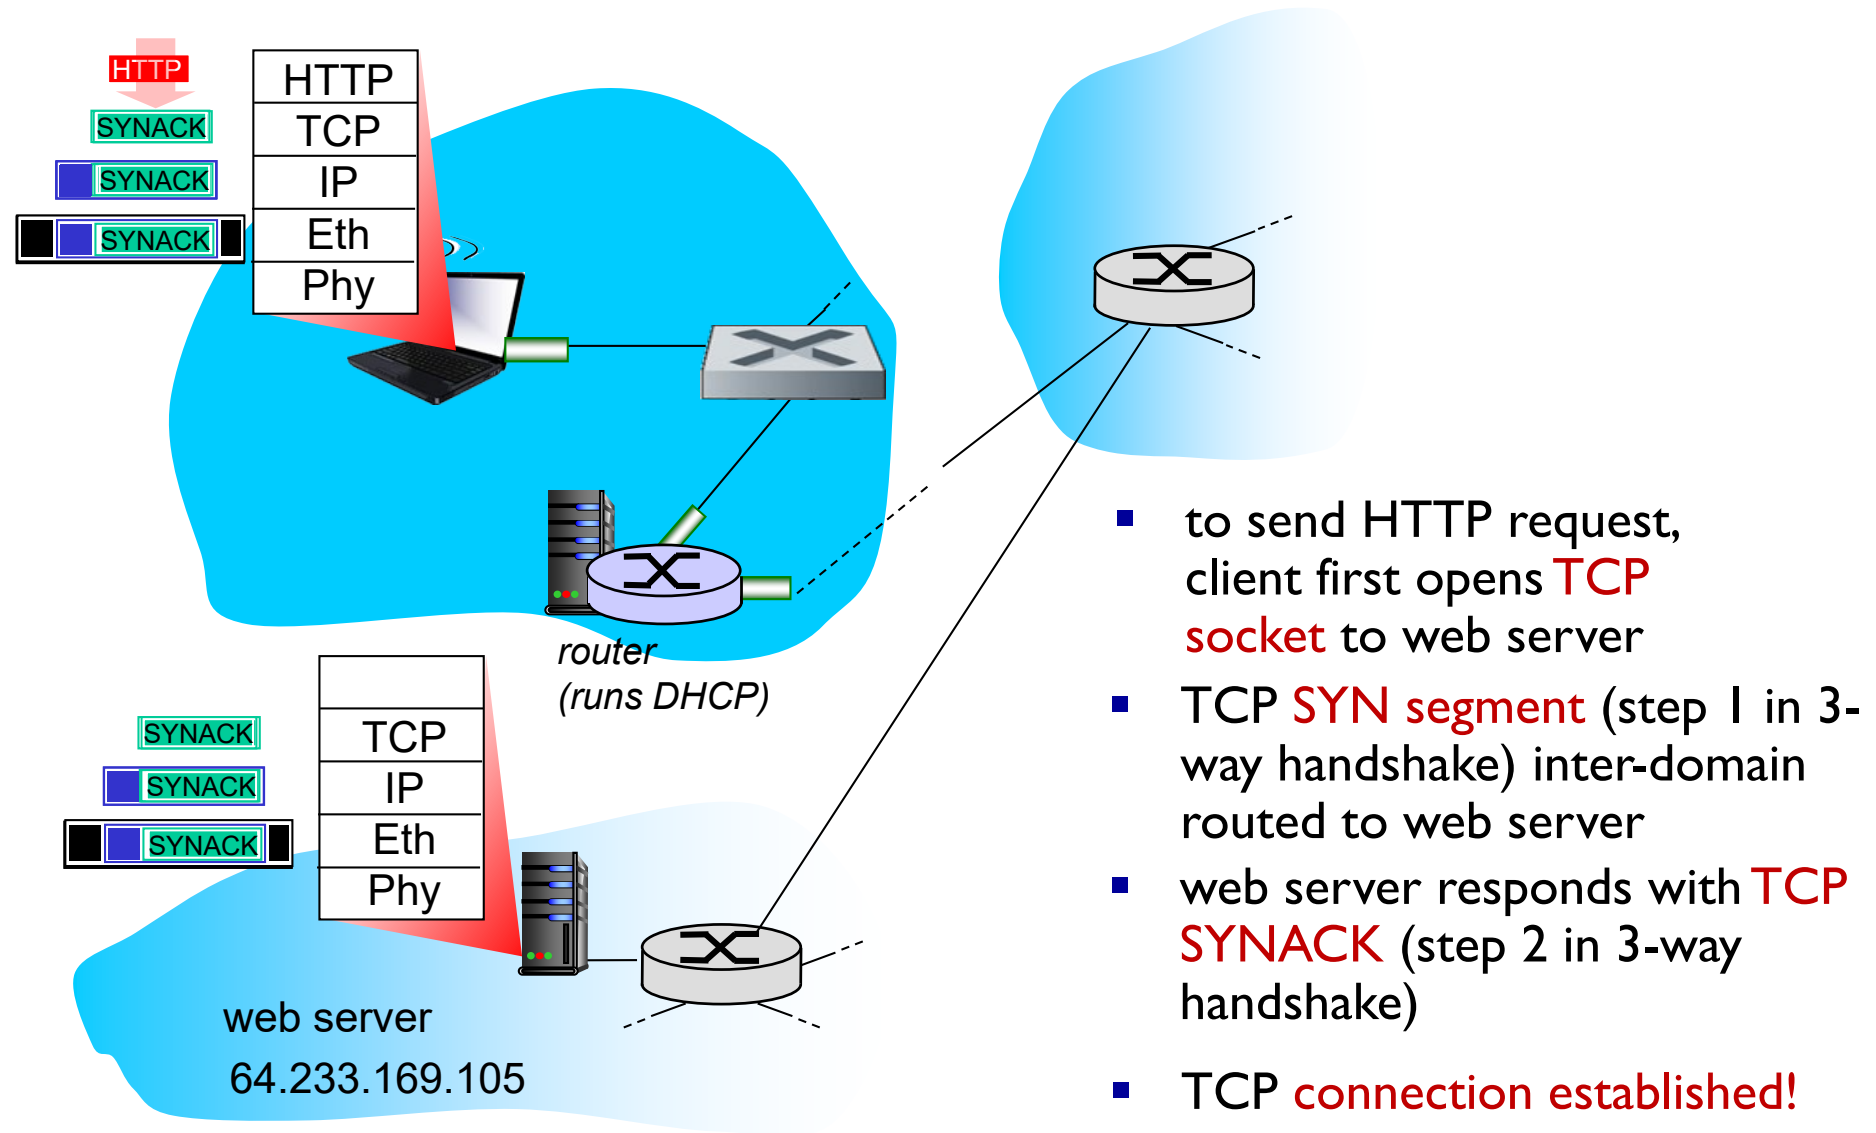 HTTP
SYNACK
SYNACK
SYNACK
HTTP
TCP
IP
Eth
Phy
router
(runs DHCP)
SYNACK
SYNACK
SYNACK
TCP
IP
Eth
Phy
web server
64.233.169.105
to send HTTP request,
client first opens TCP
socket to web server
TCP SYN segment (step 1 in 3-
way handshake) inter-domain
routed to web server
web server responds with TCP
SYNACK (step 2 in 3-way
handshake)
TCP connection established!